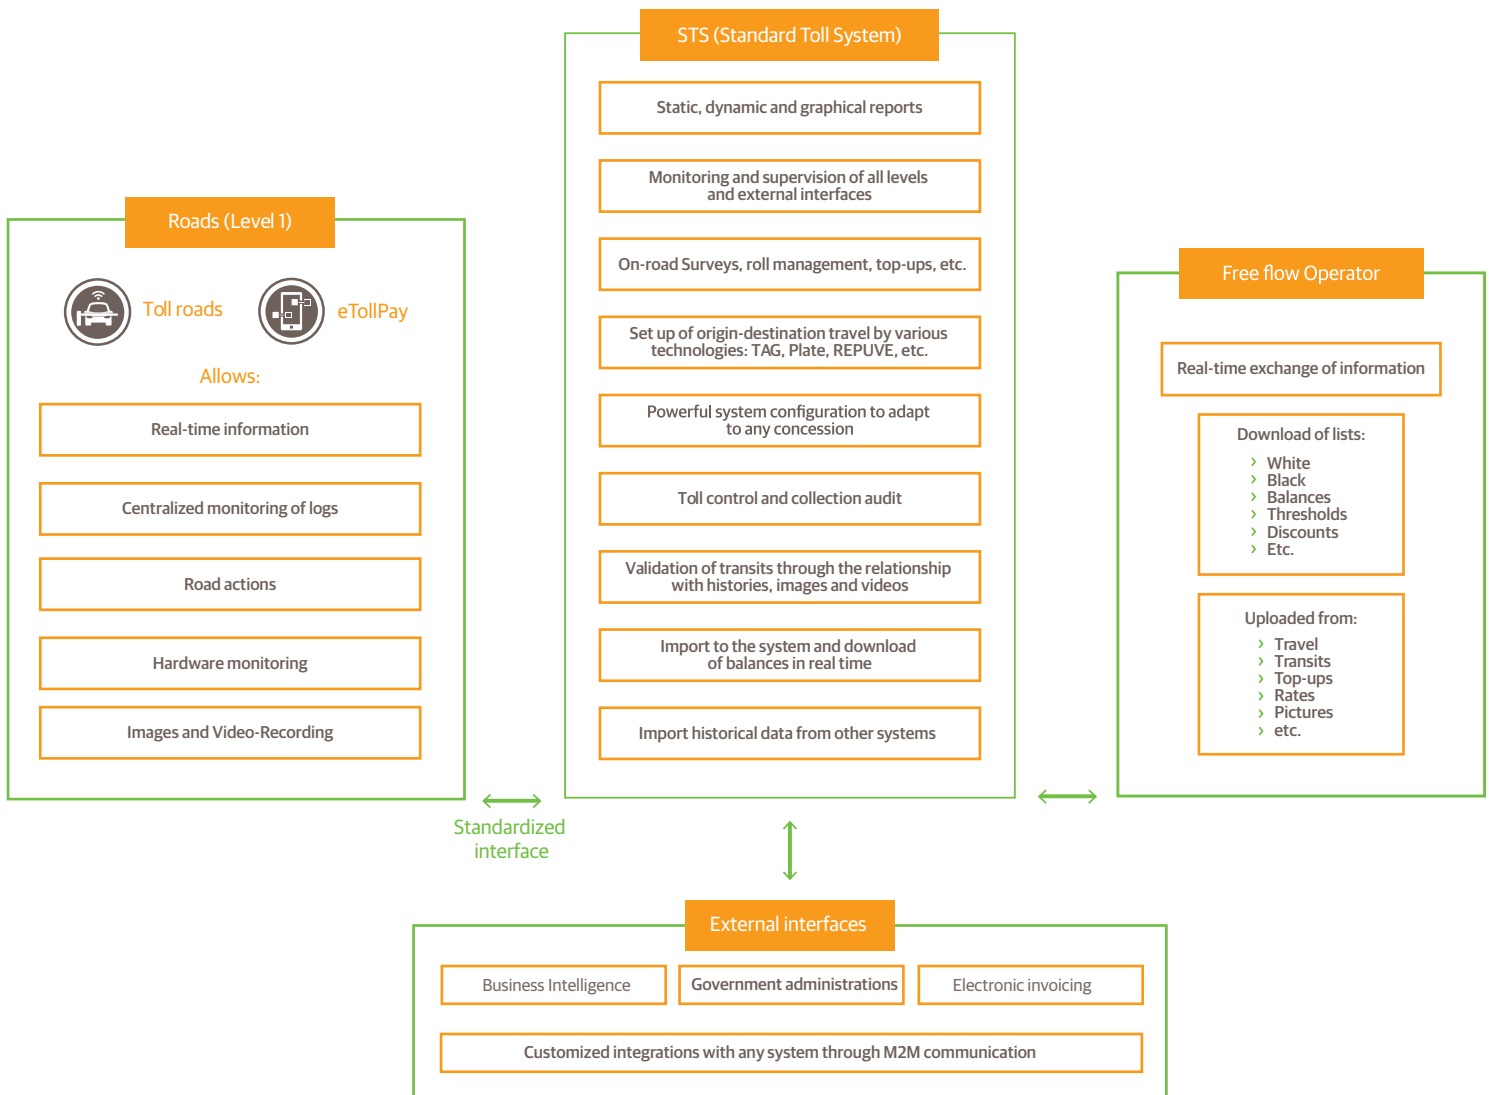 STS (Standard Toll System)
Static, dynamic and graphical reports
Monitoring and supervision of all levels
and external interfaces
On-road Surveys, roll management, top-ups, etc.
Set up of origin-destination travel by various
technologies: TAG, Plate, REPUVE, etc.
Powerful system configuration to adapt
to any concession
Toll control and collection audit
Validation of transits through the relationship
with histories, images and videos
Import to the system and download
of balances in real time
Import historical data from other systems
Roads (Level 1)
Toll roads
eTollPay
Allows:
Real-time information
Centralized monitoring of logs
Road actions
Hardware monitoring
Images and Video-Recording
Standardized
interface
Free flow Operator
Real-time exchange of information
Download of lists:
› White
› Black
› Balances
› Thresholds
› Discounts
› Etc.
Uploaded from:
› Travel
› Transits
› Top-ups
› Rates
› Pictures
› etc.
External interfaces
Business Intelligence
Government administrations
Electronic invoicing
Customized integrations with any system through M2M communication